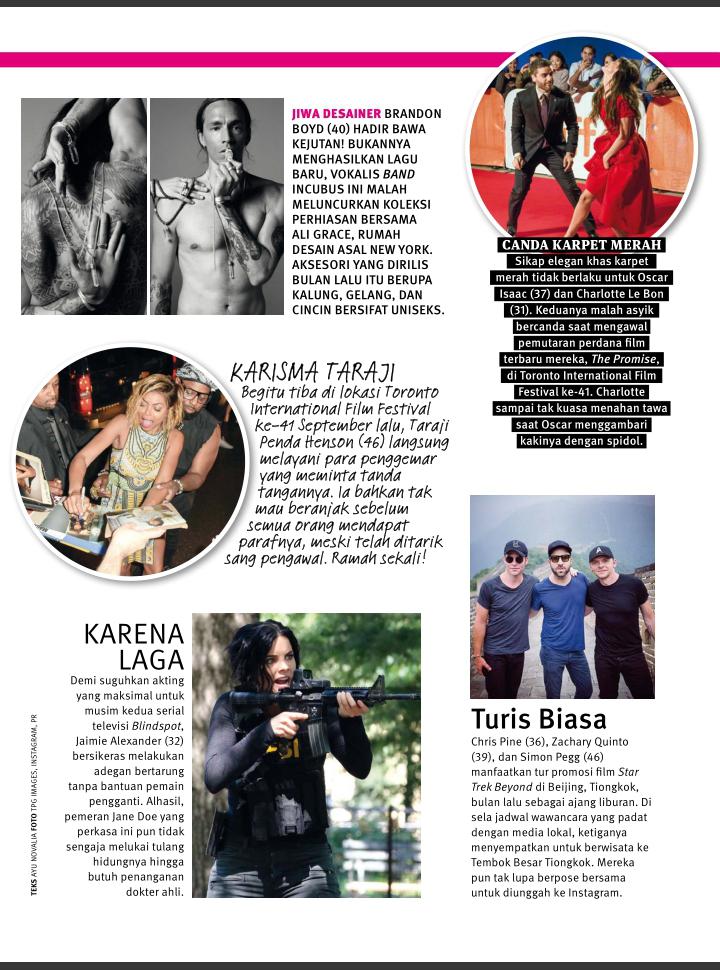 JIWA DESAINER BRANDON
BOYD (40) HADIR BAWA
KEJUTAN! BUKANNYA
MENGHASILKAN LAGU
BARU, VOKALIS BAND
INCUBUS INI MALAH
MELUNCURKAN KOLEKSI
PERHIASAN BERSAMA
ALI GRACE, RUMAH
DESAIN ASAL NEW YORK.
AKSESORI YANG DIRILIS
BULAN LALU ITU BERUPA
KALUNG, GELANG, DAN
CINCIN BERSIFAT UNISEKS.
CANDA KARPET MERAH
Sikap elegan khas karpet
merah tidak berlaku untuk Oscar
Isaac (37) dan Charlotte Le Bon
(31). Keduanya malah asyik
bercanda saat mengawal
pemutaran perdana film
terbaru mereka, The Promise,
di Toronto International Film
Festival ke-41. Charlotte
sampai tak kuasa menahan tawa
saat Oscar menggambari
kakinya dengan spidol.
KARISMA TARAJI
Begitu tiba di lokasi Toronto
International Film Festival
ke-41 September lalu, Taraji
Penda Henson (46) langsung
melayani para penggemar
yang meminta tanda
tangannya. Ia bahkan tak
mau beranjak sebelum
semua orang mendapat
parafnya, meski telah ditarik
sang pengawal. Ramah sekali!
KARENA
LAGA
Demi suguhkan akting
yang maksimal untuk
musim kedua serial
televisi Blindspot,
Jaimie Alexander (32)
bersikeras melakukan
adegan bertarung
tanpa bantuan pemain
pengganti. Alhasil,
pemeran Jane Doe yang
perkasa ini pun tidak
sengaja melukai tulang
hidungnya hingga
butuh penanganan
dokter ahli.
Turis Biasa
Chris Pine (36), Zachary Quinto
(39), dan Simon Pegg (46)
manfaatkan tur promosi film Star
Trek Beyond di Beijing, Tiongkok,
bulan lalu sebagai ajang liburan. Di
sela jadwal wawancara yang padat
dengan media lokal, ketiganya
menyempatkan untuk berwisata ke
Tembok Besar Tiongkok. Mereka
pun tak lupa berpose bersama
untuk diunggah ke Instagram.
TEKS AYU NOVALIA FOTO TPG IMAGES, INSTAGRAM, PR